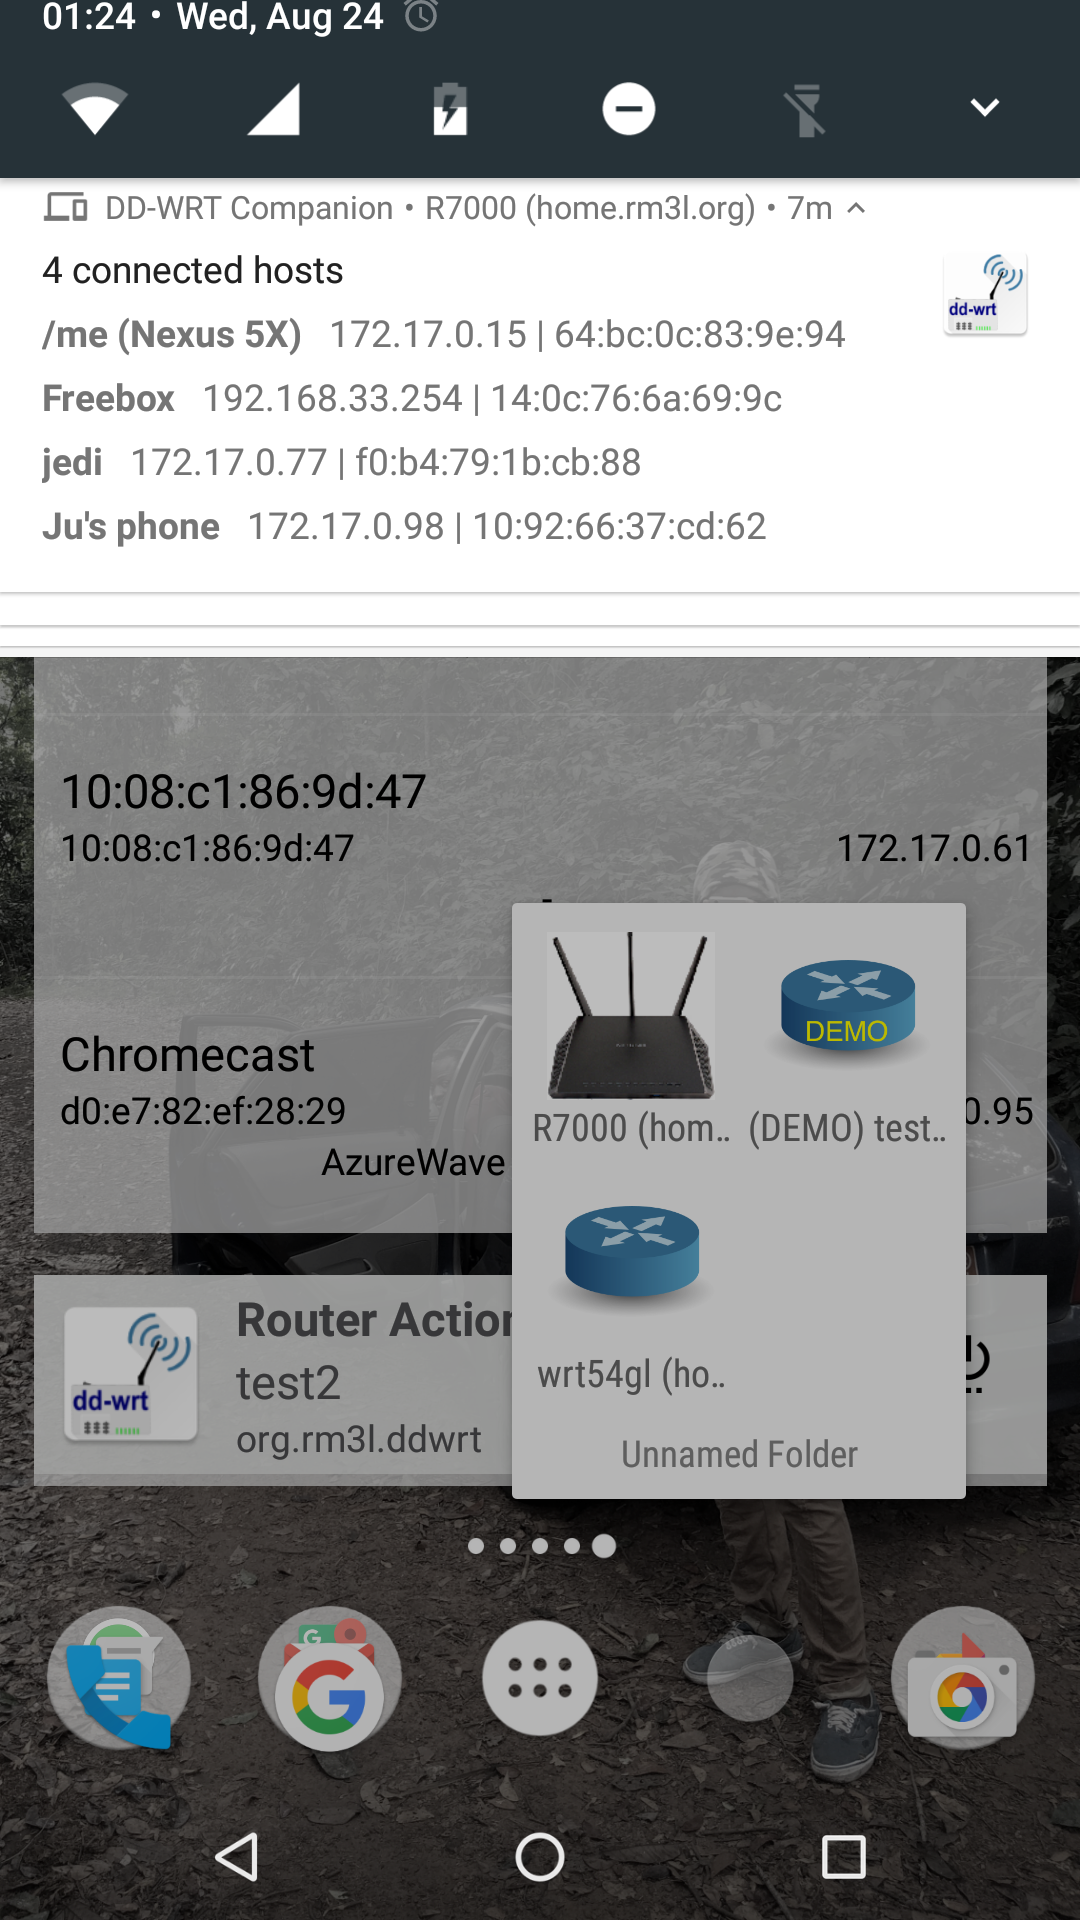 01:24 • Wed, Aug 24
DD-WRT Companion • R7000 (home.rm3l.org) • 7m
4 connected hosts
dd-wrt
/me (Nexus 5X) 172.17.0.15 | 64:bc:0c:83:9e:94
Freebox 192.168.33.254 | 14:0c:76:6a:69:9c
jedi 172.17.0.77 | f0:b4:79:1b:cb:88
Ju's phone 172.17.0.98 | 10:92:66:37:cd:62
10:08:c1:86:9d:47
10:08:c1:86:9d:47 172.17.0.61
DEMO
Chromecast
d0:e7:82:ef:28:29 0.95
R7000 (hom.. (DEMO) test..
AzureWave
Router Action
test2
dd-wrt
org.rm3l.ddwrt
wrt54gl (ho..
Unnamed Folder
G
G